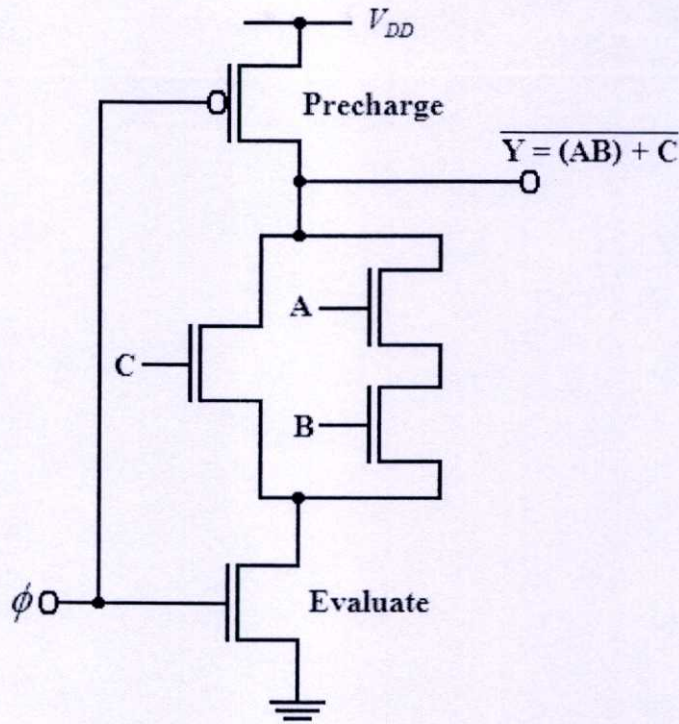 V_DD
Precharge
Y = (AB) + C
A
C
B
ϕ
Evaluate